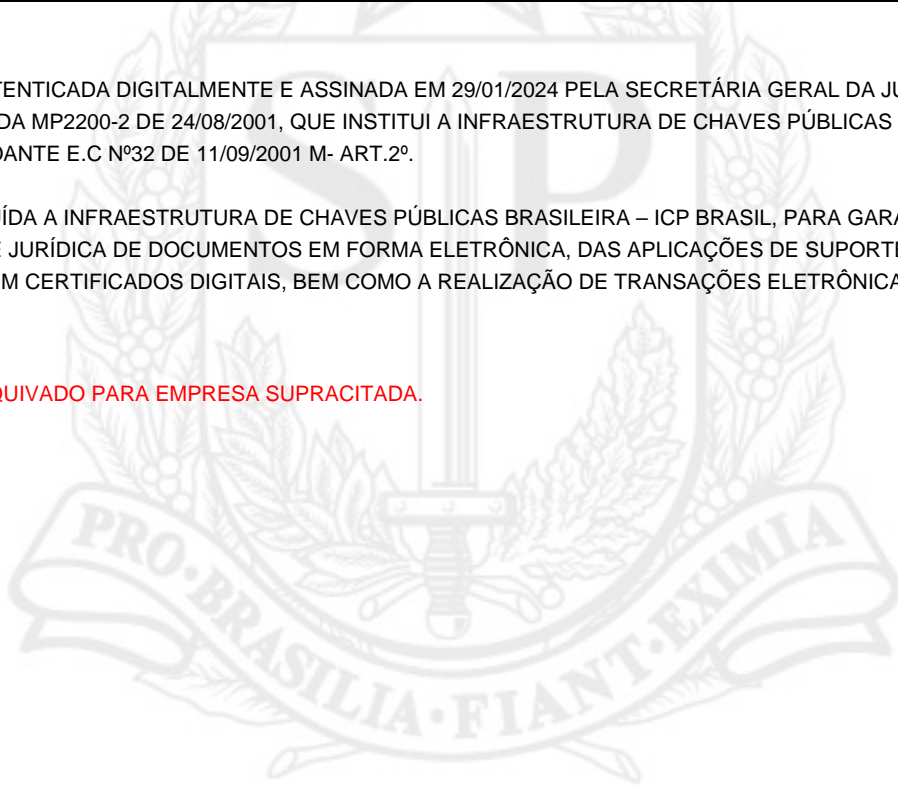 TENTICADA DIGITALMENTE E ASSINADA EM 29/01/2024 PELA SECRETÁRIA GERAL DA JU
DA MP2200-2 DE 24/08/2001, QUE INSTITUI A INFRAESTRUTURA DE CHAVES PÚBLICAS
DANTE E.C Nº32 DE 11/09/2001 M- ART.2º.
UÍDA A INFRAESTRUTURA DE CHAVES PÚBLICAS BRASILEIRA – ICP BRASIL, PARA GARA
E JURÍDICA DE DOCUMENTOS EM FORMA ELETRÔNICA, DAS APLICAÇÕES DE SUPORTE
M CERTIFICADOS DIGITAIS, BEM COMO A REALIZAÇÃO DE TRANSAÇÕES ELETRÔNICA
QUIVADO PARA EMPRESA SUPRACITADA.
SP
PRO·BRASILIA·FIANT·EXIMIA